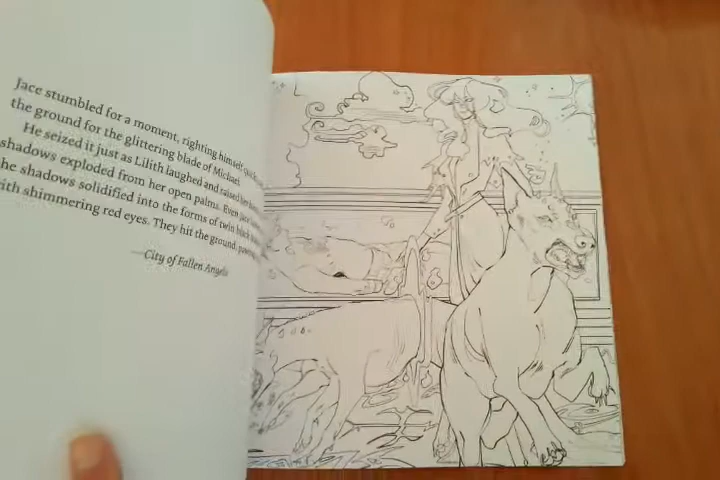 Jace stumbled for a moment, righting himself
the ground for the glittering blade of Michael.
He seized it just as Lilith laughed and raised her
shadows exploded from her open palms. Even
he shadows solidified into the forms of twin black
ith shimmering red eyes. They hit the ground,
—City of Fallen Angels